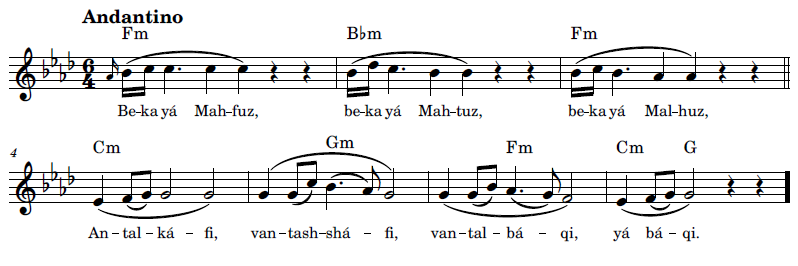 Andantino
Fm B♭m Fm
6
4
Be–ka yá Mah–fuz, be–ka yá Mah–tuz, be–ka yá Mal–huz,
4
Cm Gm Fm Cm G
An–tal–ká–fi, van–tash–shá–fi, van–tal–bá–qi, yá bá–qi.